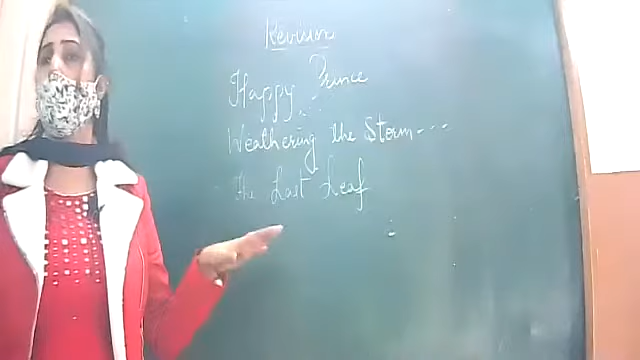 Revision
Happy Prince
Weathering the Storm - - -
The Last Leaf